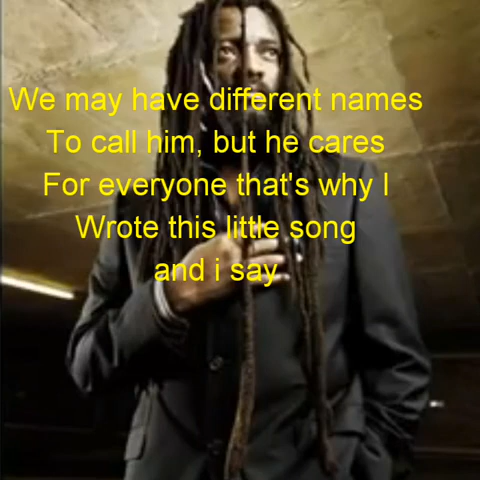 We may have different names
To call him, but he cares
For everyone that's why I
Wrote this little song
and i say